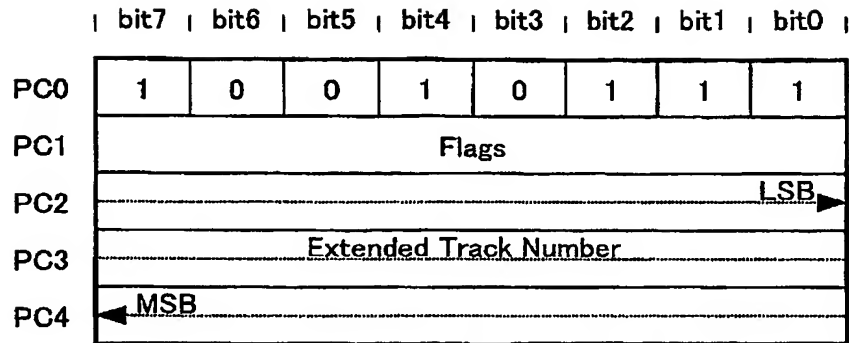 bit7 bit6 bit5 bit4 bit3 bit2 bit1 bit0
PC0 1 0 0 1 0 1 1 1
PC1 Flags
PC2 LSB
PC3 Extended Track Number
PC4 MSB